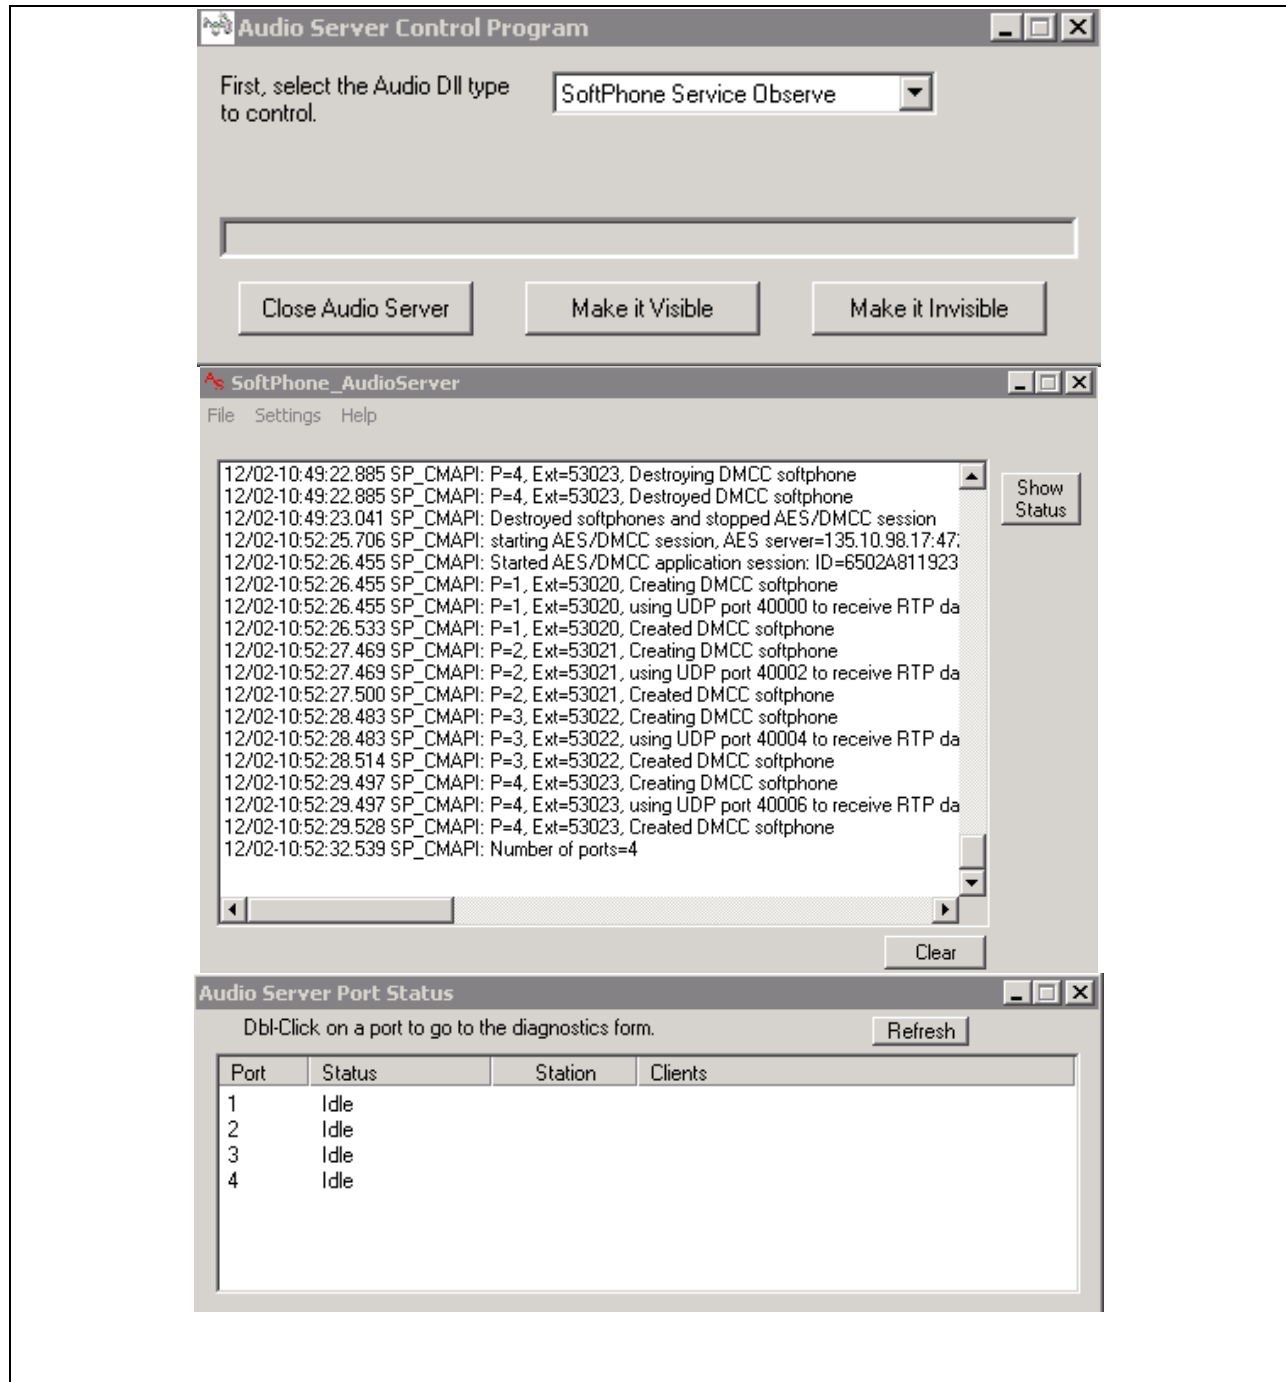 Audio Server Control Program
First, select the Audio Dll type
to control.
SoftPhone Service Observe
Close Audio Server
Make it Visible
Make it Invisible
SoftPhone_AudioServer
File Settings Help
12/02-10:49:22.885 SP_CMAPI: P=4, Ext=53023, Destroying DMCC softphone
12/02-10:49:22.885 SP_CMAPI: P=4, Ext=53023, Destroyed DMCC softphone
12/02-10:49:23.041 SP_CMAPI: Destroyed softphones and stopped AES/DMCC session
12/02-10:52:25.706 SP_CMAPI: starting AES/DMCC session, AES server=135.10.98.17:47
12/02-10:52:26.455 SP_CMAPI: Started AES/DMCC application session: ID=6502A811923
12/02-10:52:26.455 SP_CMAPI: P=1, Ext=53020, Creating DMCC softphone
12/02-10:52:26.455 SP_CMAPI: P=1, Ext=53020, using UDP port 40000 to receive RTP da
12/02-10:52:26.533 SP_CMAPI: P=1, Ext=53020, Created DMCC softphone
12/02-10:52:27.469 SP_CMAPI: P=2, Ext=53021, Creating DMCC softphone
12/02-10:52:27.469 SP_CMAPI: P=2, Ext=53021, using UDP port 40002 to receive RTP da
12/02-10:52:27.500 SP_CMAPI: P=2, Ext=53021, Created DMCC softphone
12/02-10:52:28.483 SP_CMAPI: P=3, Ext=53022, Creating DMCC softphone
12/02-10:52:28.483 SP_CMAPI: P=3, Ext=53022, using UDP port 40004 to receive RTP da
12/02-10:52:28.514 SP_CMAPI: P=3, Ext=53022, Created DMCC softphone
12/02-10:52:29.497 SP_CMAPI: P=4, Ext=53023, Creating DMCC softphone
12/02-10:52:29.497 SP_CMAPI: P=4, Ext=53023, using UDP port 40006 to receive RTP da
12/02-10:52:29.528 SP_CMAPI: P=4, Ext=53023, Created DMCC softphone
12/02-10:52:32.539 SP_CMAPI: Number of ports=4
Show
Status
Clear
Audio Server Port Status
Dbl-Click on a port to go to the diagnostics form.
Refresh
Port Status Station Clients
1 Idle
2 Idle
3 Idle
4 Idle